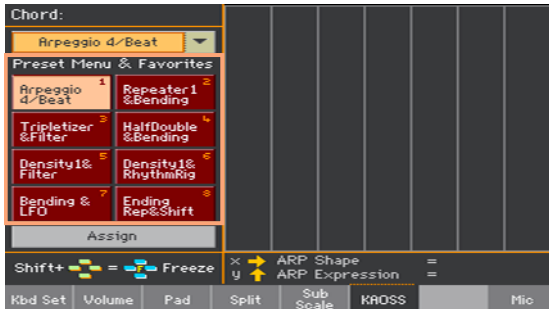 Chord:
Arpeggio 4/Beat
Preset Menu & Favorites
Arpeggio 4/Beat 1
Repeater1 &Bending 2
Tripletizer &Filter 3
HalfDouble &Bending 4
Density1& Filter 5
Density1& RhythmRig 6
Bending & LFO 7
Ending Rep&Shift 8
Assign
Shift+ = F Freeze
x ARP Shape =
y ARP Expression =
Kbd Set Volume Pad Split Sub Scale KAOSS Mic